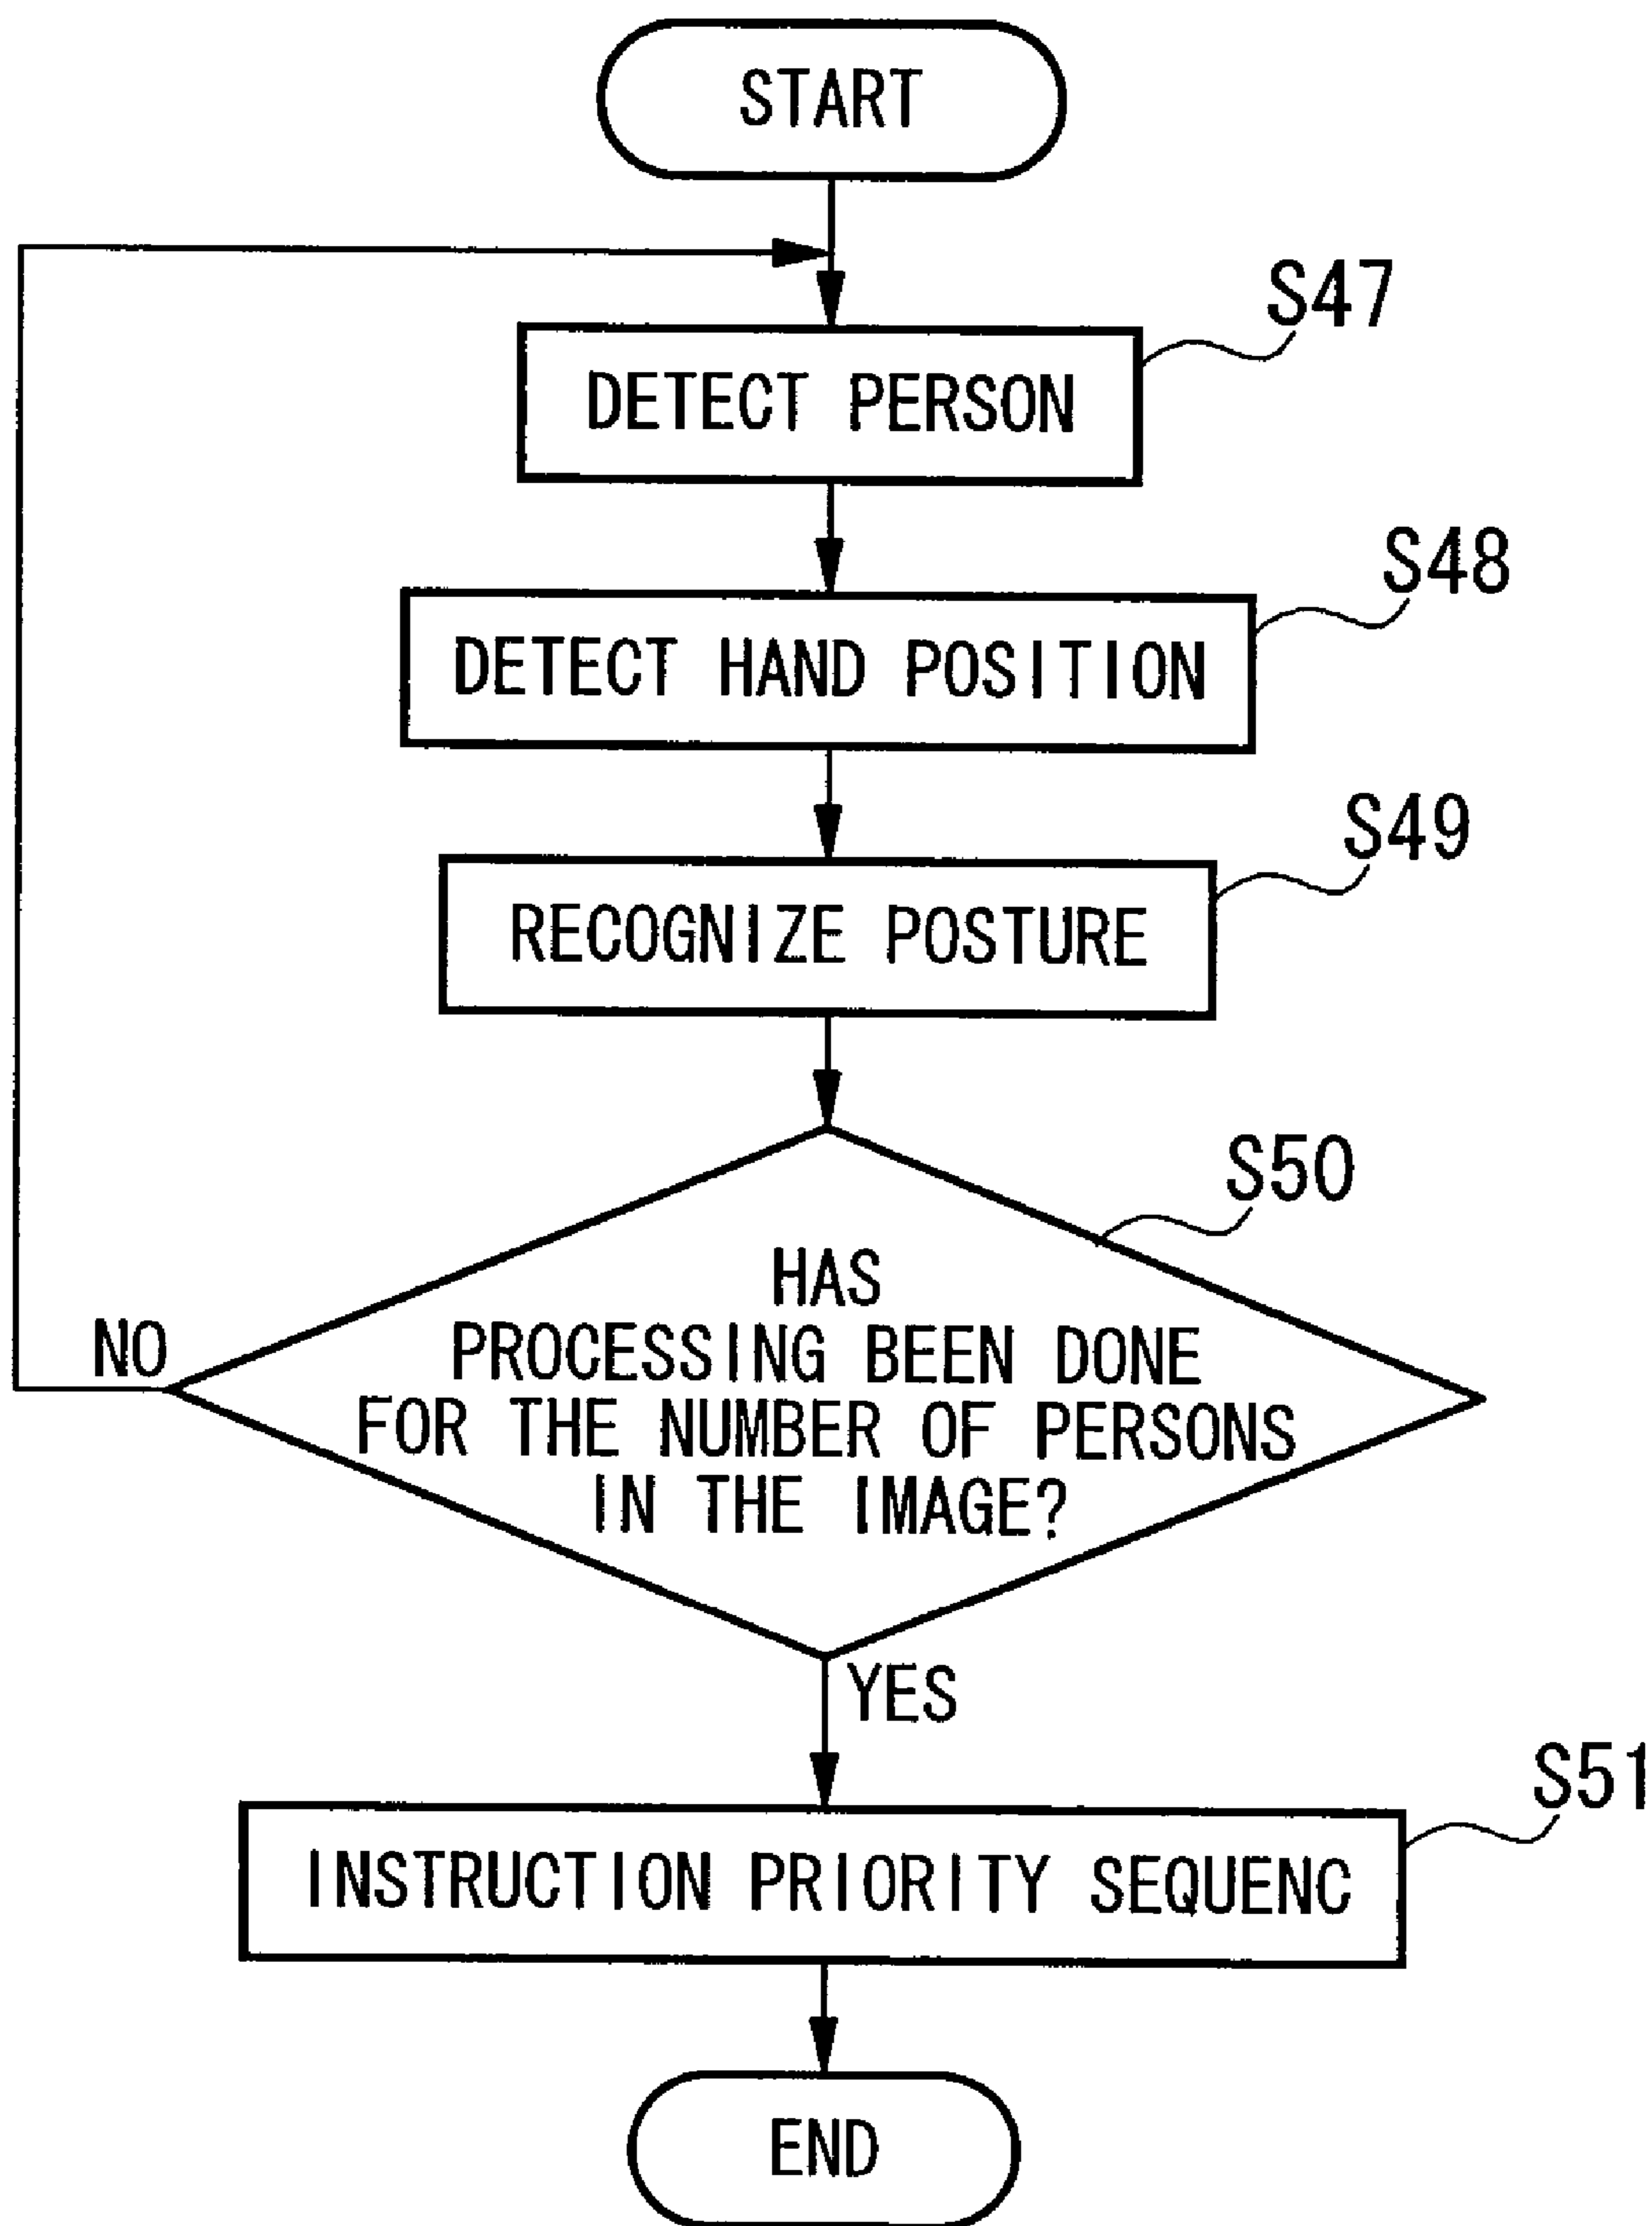 START
S47
DETECT PERSON
S48
DETECT HAND POSITION
S49
RECOGNIZE POSTURE
S50
HAS
PROCESSING BEEN DONE
FOR THE NUMBER OF PERSONS
IN THE IMAGE?
NO
YES
S51
INSTRUCTION PRIORITY SEQUENC
END